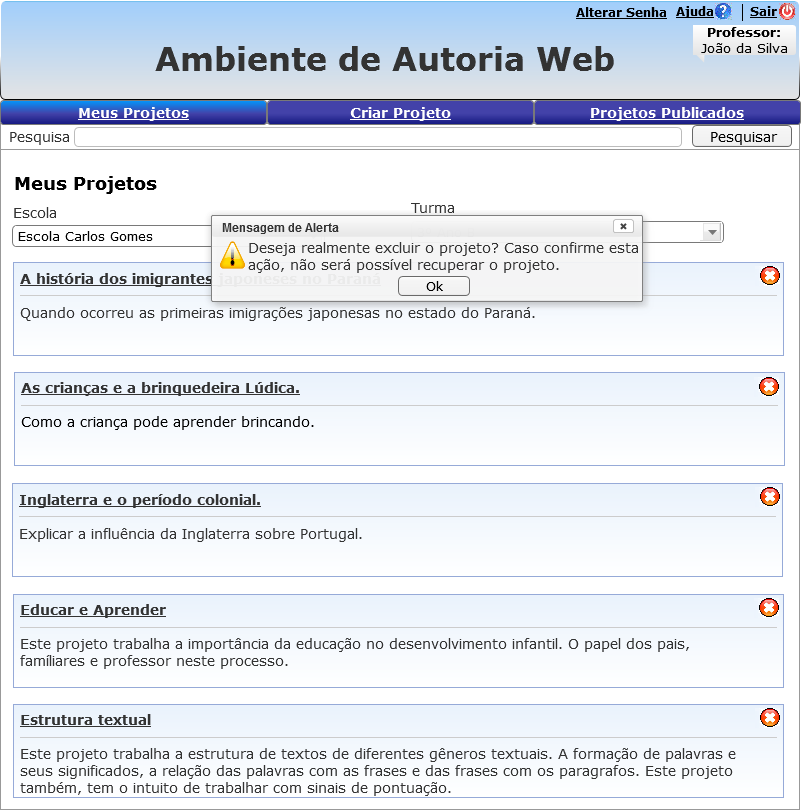 Alterar Senha Ajuda ? | Sair
Professor:
João da Silva
Ambiente de Autoria Web
Meus Projetos Criar Projeto Projetos Publicados
Pesquisa Pesquisar
Meus Projetos
Escola Turma
Escola Carlos Gomes
Mensagem de Alerta
Deseja realmente excluir o projeto? Caso confirme esta
ação, não será possível recuperar o projeto.
Ok
A história dos imigrantes japoneses no Paraná
Quando ocorreu as primeiras imigrações japonesas no estado do Paraná.
As crianças e a brinquedeira Lúdica.
Como a criança pode aprender brincando.
Inglaterra e o período colonial.
Explicar a influência da Inglaterra sobre Portugal.
Educar e Aprender
Este projeto trabalha a importância da educação no desenvolvimento infantil. O papel dos pais,
famíliares e professor neste processo.
Estrutura textual
Este projeto trabalha a estrutura de textos de diferentes gêneros textuais. A formação de palavras e
seus significados, a relação das palavras com as frases e das frases com os paragrafos. Este projeto
também, tem o intuito de trabalhar com sinais de pontuação.